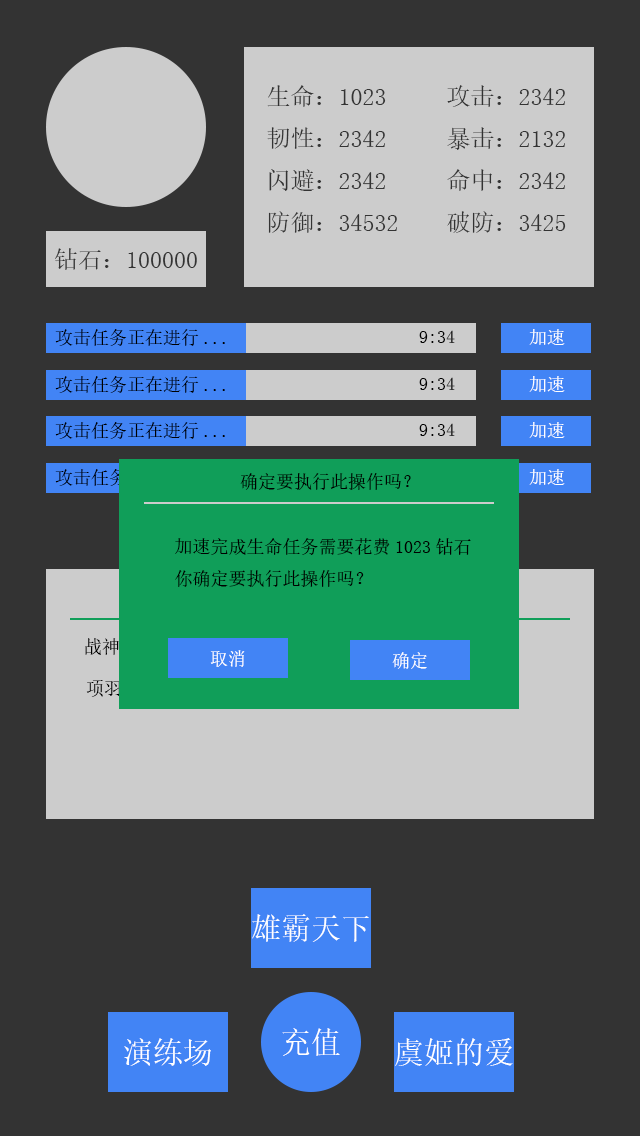 生命：1023 攻击：2342
韧性：2342 暴击：2132
闪避：2342 命中：2342
防御：34532 破防：3425
钻石：100000
攻击任务正在进行... 9:34 加速
攻击任务正在进行... 9:34 加速
攻击任务正在进行... 9:34 加速
攻击任 加速
确定要执行此操作吗？
加速完成生命任务需要花费 1023 钻石
你确定要执行此操作吗？
战神
取消 确定
项羽
雄霸天下
演练场 充值 虞姬的爱